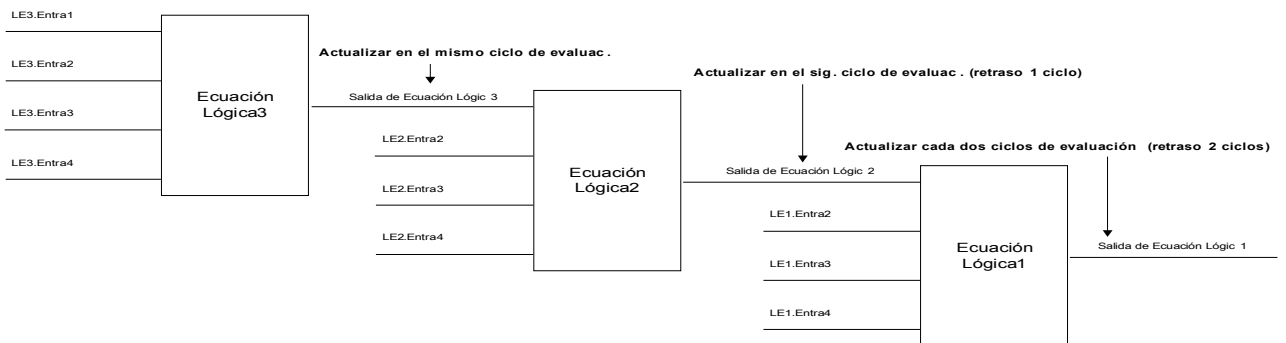 LE3.Entra1
LE3.Entra2
LE3.Entra3
LE3.Entra4
Ecuación
Lógica3
Actualizar en el mismo ciclo de evaluac .
Salida de Ecuación Lógic 3
LE2.Entra2
LE2.Entra3
LE2.Entra4
Ecuación
Lógica2
Actualizar en el sig. ciclo de evaluac . (retraso 1 ciclo)
Salida de Ecuación Lógic 2
LE1.Entra2
LE1.Entra3
LE1.Entra4
Ecuación
Lógica1
Actualizar cada dos ciclos de evaluación (retraso 2 ciclos)
Salida de Ecuación Lógic 1